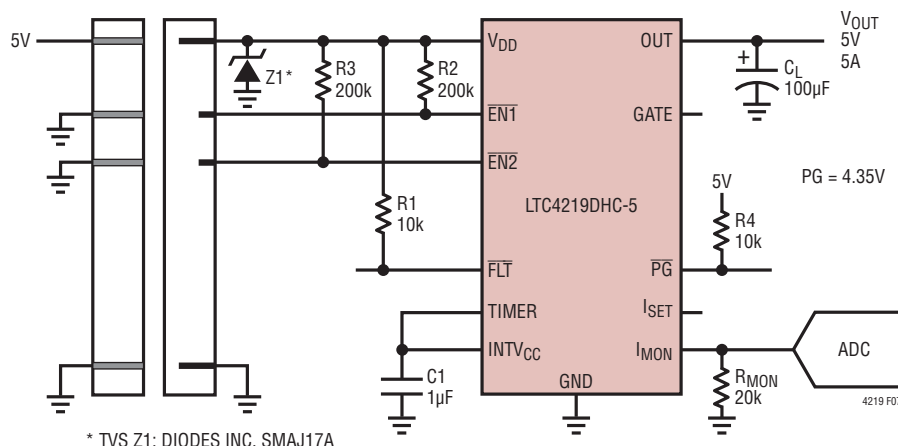 5V
Z1*
R3
200k
R2
200k
R1
10k
VDD
EN1
EN2
FLT
TIMER
INTVCC
C1
1µF
LTC4219DHC-5
GND
OUT
GATE
PG
ISET
IMON
VOUT
5V
5A
+
CL
100µF
PG = 4.35V
5V
R4
10k
ADC
RMON
20k
4219 F07
* TVS Z1: DIODES INC. SMAJ17A